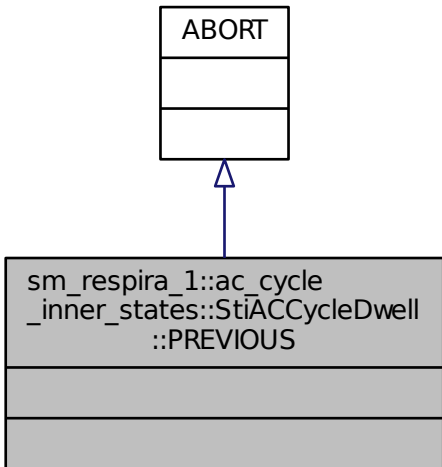 ABORT
sm_respira_1::ac_cycle
_inner_states::StiACCycleDwell
::PREVIOUS